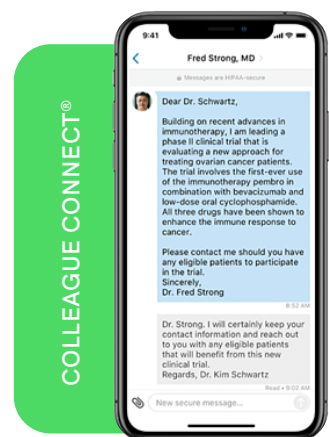 COLLEAGUE CONNECT®
9:41
Fred Strong, MD
Messages are HIPAA-secure
Dear Dr. Schwartz,
Building on recent advances in
immunotherapy, I am leading a
phase II clinical trial that is
evaluating a new approach for
treating ovarian cancer patients.
The trial involves the first-ever use
of the immunotherapy pembro in
combination with bevacizumab and
low-dose oral cyclophosphamide.
All three drugs have been shown to
enhance the immune response to
cancer.
Please contact me should you have
any eligible patients to participate
in the trial.
Sincerely,
Dr. Fred Strong
8:52 AM
Dr. Strong. I will certainly keep your
contact information and reach out
to you with any eligible patients
that will benefit from this new
clinical trial.
Regards, Dr. Kim Schwartz
Read • 9:02 AM
New secure message...